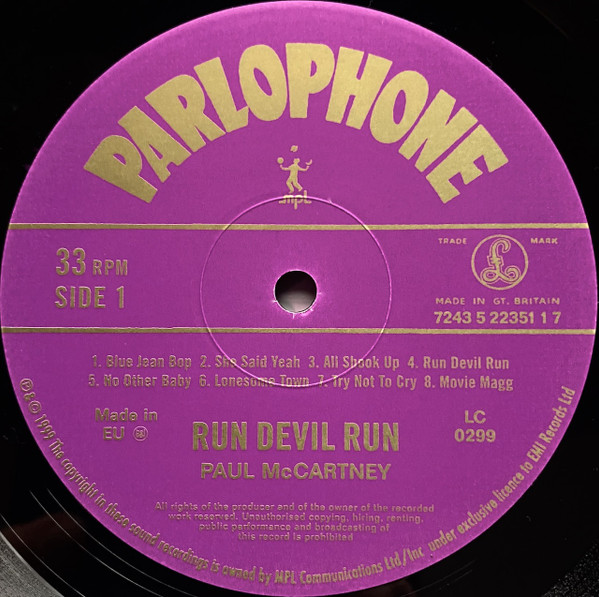 PARLOPHONE
MPL
33 RPM
SIDE 1
TRADE MARK
£
MADE IN GT. BRITAIN
7243 5 22351 1 7
1. Blue Jean Bop 2. She Said Yeah 3. All Shook Up 4. Run Devil Run
5. No Other Baby 6. Lonesome Town 7. Try Not To Cry 8. Movie Magg
Made in
EU
RUN DEVIL RUN
PAUL McCARTNEY
LC
0299
All rights of the producer and of the owner of the recorded
work reserved. Unauthorised copying, hiring, renting,
public performance and broadcasting of
this record is prohibited
℗&© 1999 The copyright in these sound recordings is owned by MPL Communications Ltd/Inc. under exclusive licence to EMI Records Ltd